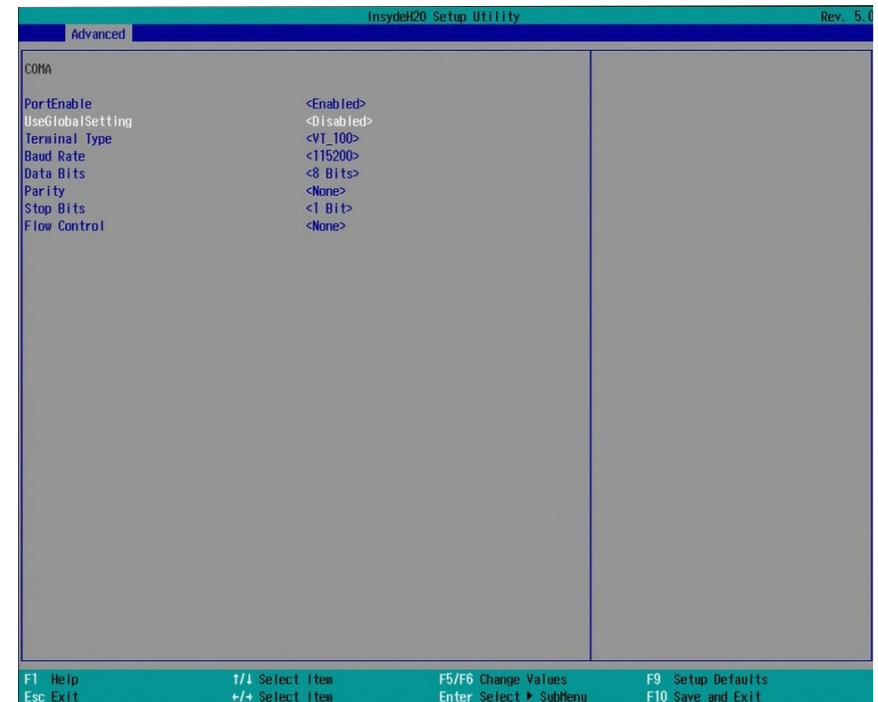 InsydeH20 Setup Utility Rev. 5.0
Advanced
COMA
PortEnable <Enabled>
UseGlobalSetting <Disabled>
Terminal Type <VT_100>
Baud Rate <115200>
Data Bits <8 Bits>
Parity <None>
Stop Bits <1 Bit>
Flow Control <None>
F1 Help ↑/↓ Select Item F5/F6 Change Values F9 Setup Defaults
Esc Exit ←/→ Select Item Enter Select ▶ SubMenu F10 Save and Exit